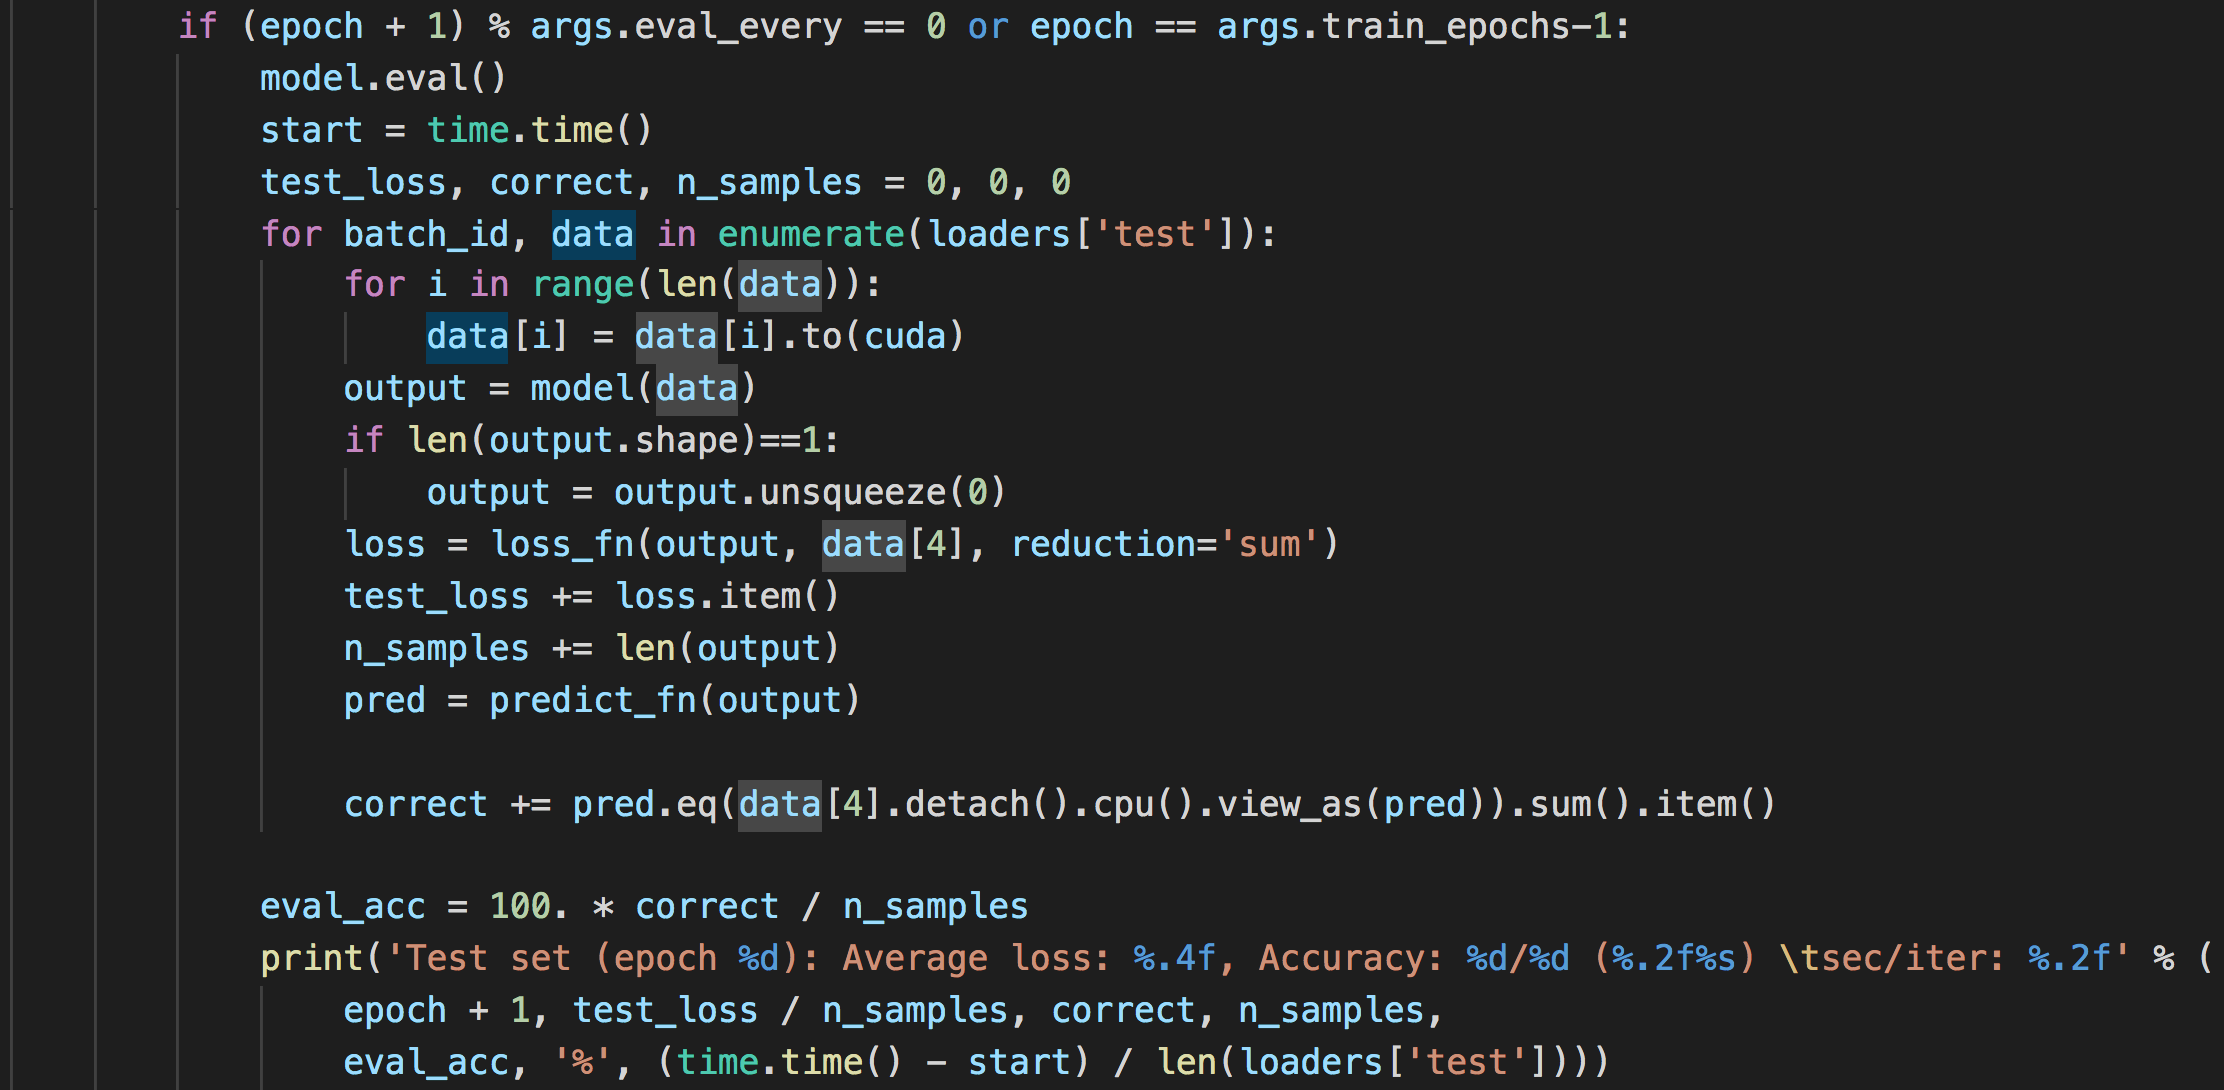 if (epoch + 1) % args.eval_every == 0 or epoch == args.train_epochs-1:
model.eval()
start = time.time()
test_loss, correct, n_samples = 0, 0, 0
for batch_id, data in enumerate(loaders['test']):
for i in range(len(data)):
data[i] = data[i].to(cuda)
output = model(data)
if len(output.shape)==1:
output = output.unsqueeze(0)
loss = loss_fn(output, data[4], reduction='sum')
test_loss += loss.item()
n_samples += len(output)
pred = predict_fn(output)
correct += pred.eq(data[4].detach().cpu().view_as(pred)).sum().item()
eval_acc = 100. * correct / n_samples
print('Test set (epoch %d): Average loss: %.4f, Accuracy: %d/%d (%.2f%s) \tsec/iter: %.2f' % (
epoch + 1, test_loss / n_samples, correct, n_samples,
eval_acc, '%', (time.time() - start) / len(loaders['test'])))